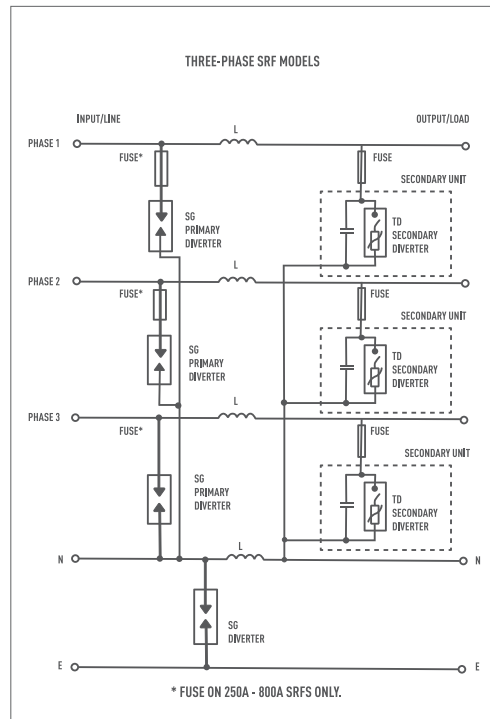 THREE-PHASE SRF MODELS
INPUT/LINE
OUTPUT/LOAD
L
PHASE 1
FUSE*
FUSE
SECONDARY UNIT
SG
PRIMARY
DIVERTER
TD
SECONDARY
DIVERTER
L
PHASE 2
FUSE*
FUSE
SECONDARY UNIT
SG
PRIMARY
DIVERTER
TD
SECONDARY
DIVERTER
L
PHASE 3
FUSE*
FUSE
SECONDARY UNIT
SG
PRIMARY
DIVERTER
TD
SECONDARY
DIVERTER
L
N
N
SG
DIVERTER
E
E
* FUSE ON 250A - 800A SRFS ONLY.